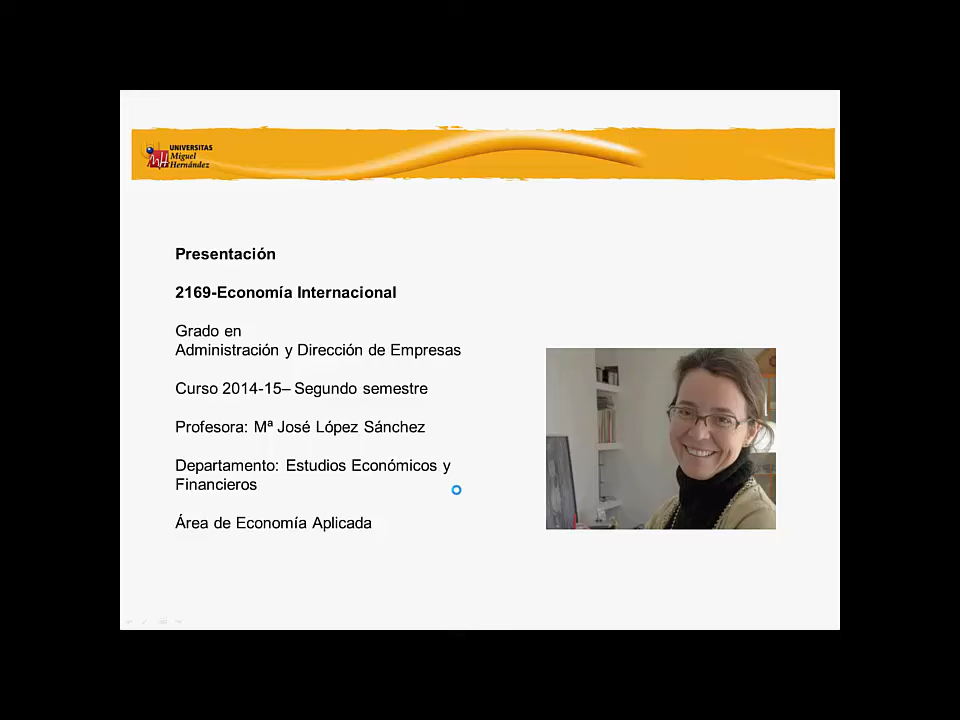 UNIVERSITAS
Miguel
Hernández
Presentación
2169-Economía Internacional
Grado en
Administración y Dirección de Empresas
Curso 2014-15– Segundo semestre
Profesora: Mª José López Sánchez
Departamento: Estudios Económicos y
Financieros
Área de Economía Aplicada